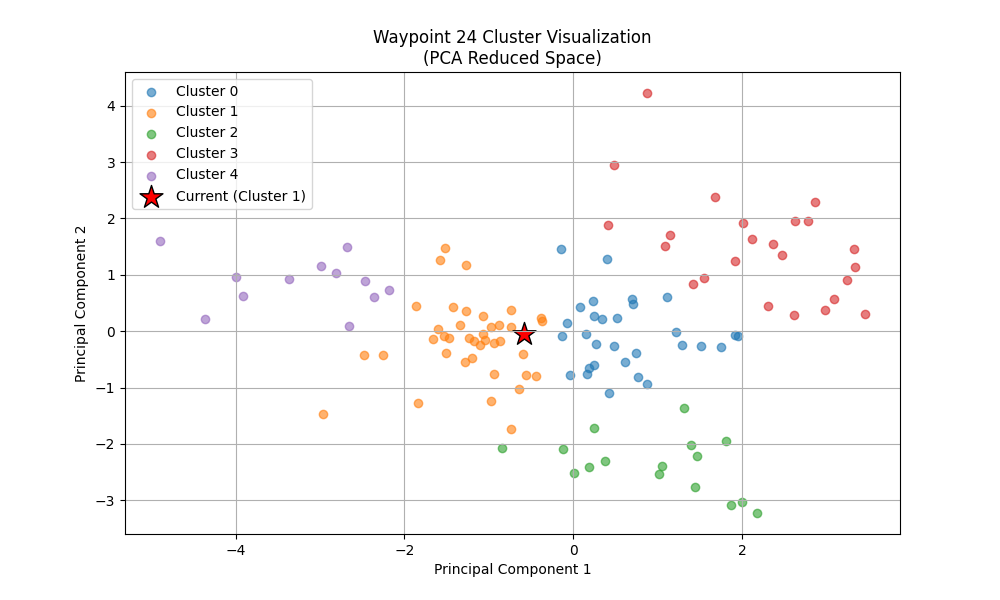 Waypoint 24 Cluster Visualization
(PCA Reduced Space)
Cluster 0
Cluster 1
Cluster 2
Cluster 3
Cluster 4
Current (Cluster 1)
Principal Component 2
4
3
2
1
0
−1
−2
−3
−4
−2
0
2
Principal Component 1